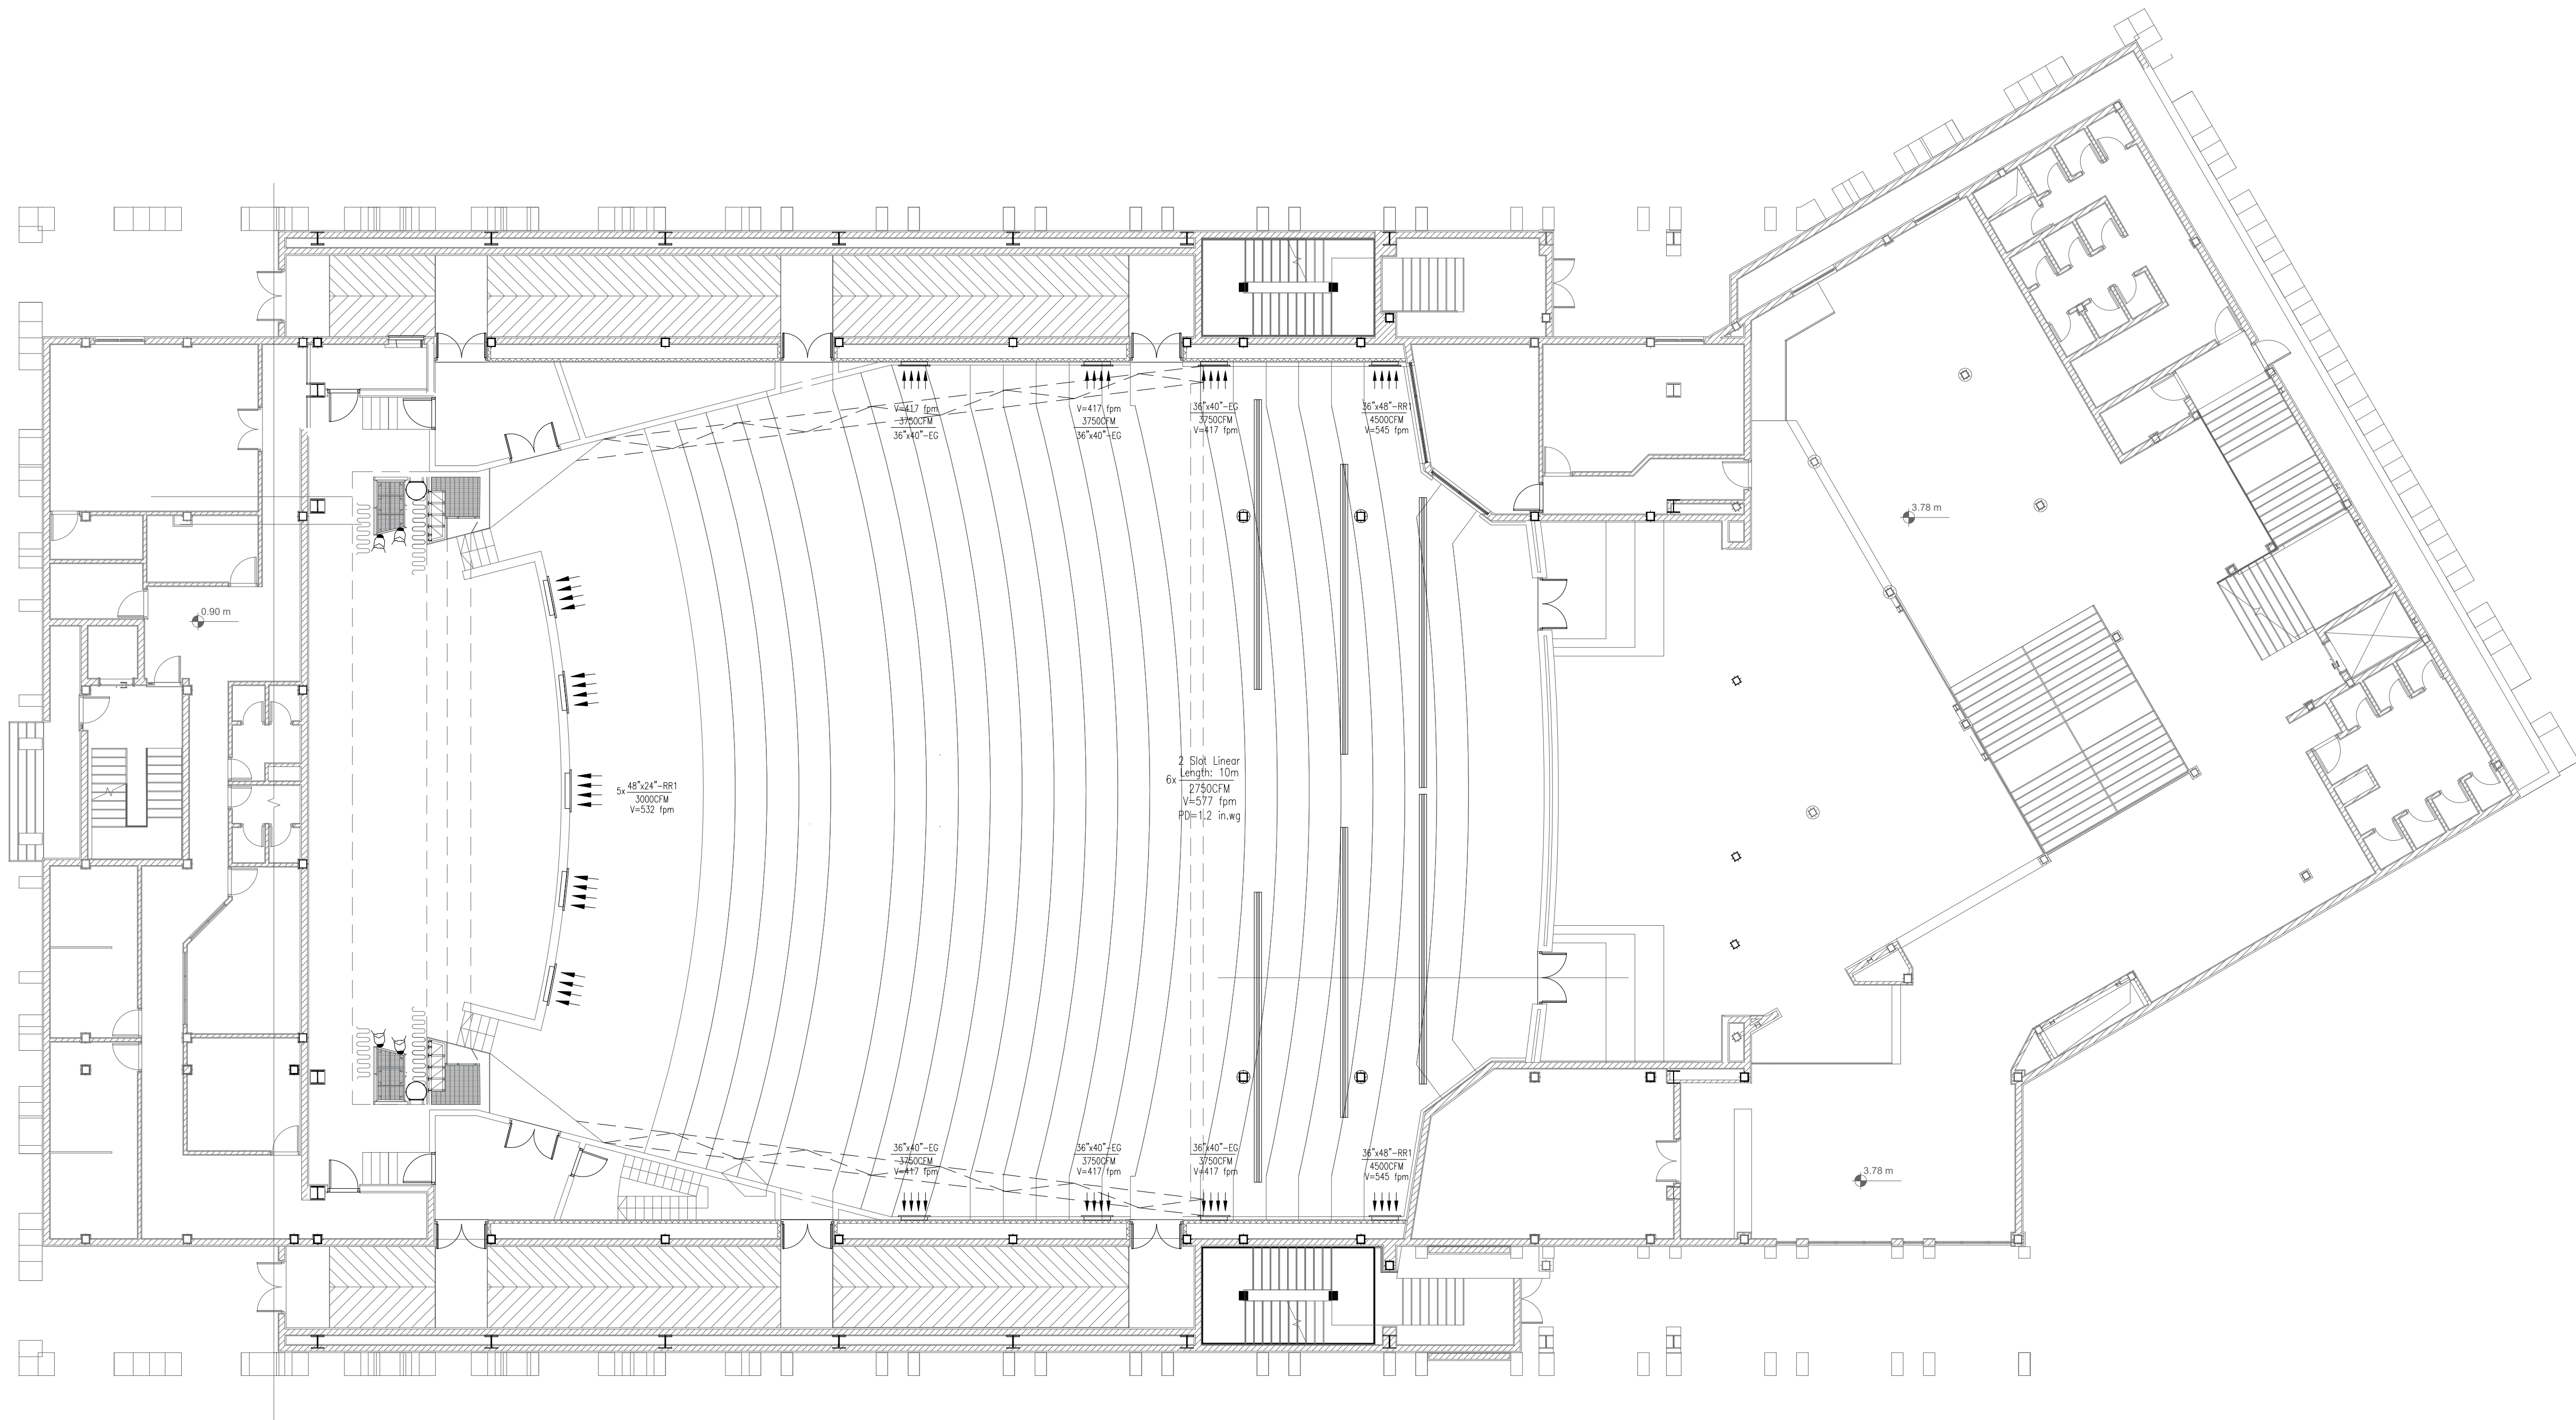 V=417 fpm
3750CFM
36"x40"-EG
V=417 fpm
3750CFM
36"x40"-EG
36"x40"-EG
3750CFM
V=417 fpm
36"x48"-RR1
4500CFM
V=545 fpm
3.78 m
0.90 m
5x 48"x24"-RR1
3000CFM
V=532 fpm
2 Slot Linear
Length: 10m
6x
2750CFM
V=577 fpm
PD=1.2 in.wg
36"x40"-EG
3750CFM
V=417 fpm
36"x40"-EG
3750CFM
V=417 fpm
36"x40"-EG
3750CFM
V=417 fpm
36"x48"-RR1
4500CFM
V=545 fpm
3.78 m